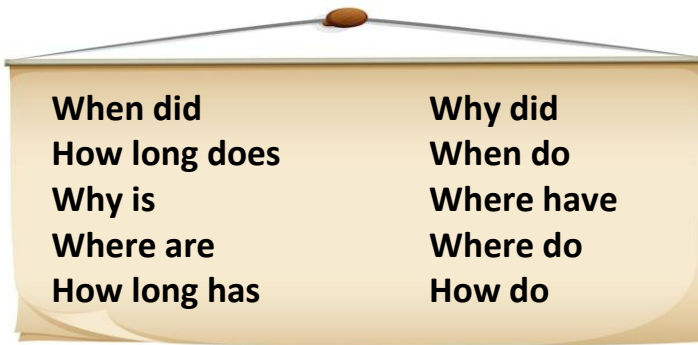 When did
How long does
Why is
Where are
How long has
Why did
When do
Where have
Where do
How do